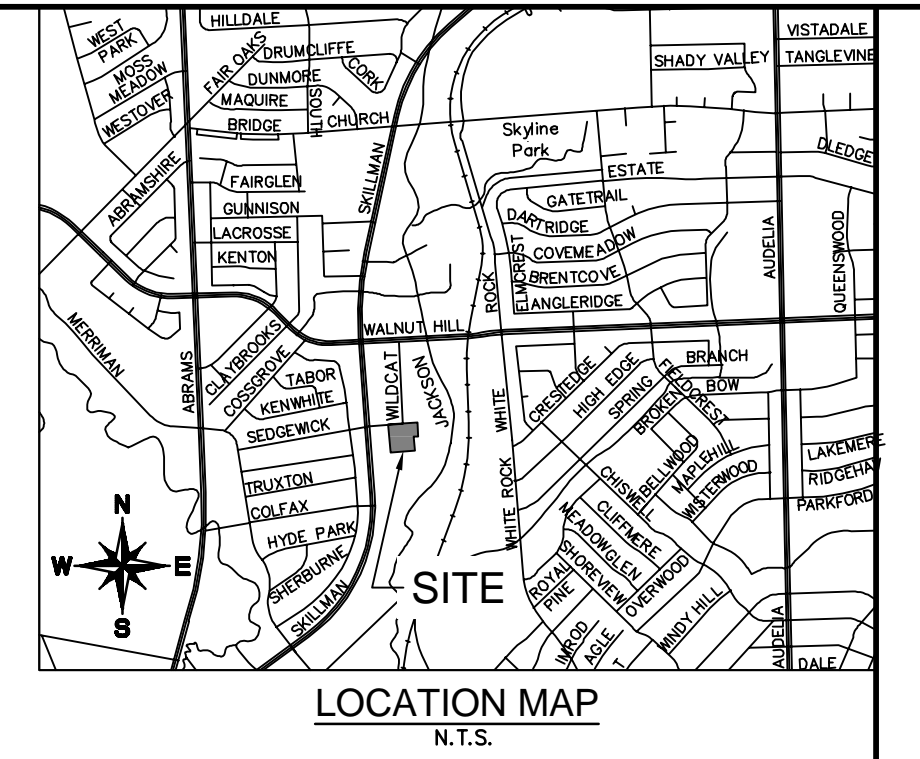 HILLDALE
WEST
PARK
MOSS
MEADOW
WESTOVER
FAIR OAKS
DRUMCLIFFE
CORK
DUNMORE
MAQUIRE
SOUTH
BRIDGE
CHURCH
SKILLMAN
Skyline
Park
SHADY VALLEY
VISTADALE
TANGLEVINE
DLEDGE
ABRAMSHIRE
FAIRGLEN
GUNNISON
LACROSSE
KENTON
ESTATE
GATETRAIL
DARTRIDGE
COVEMEADOW
BRENTCOVE
LANGLERIDGE
ELMCREST
ROCK
AUDELIA
QUEENSWOOD
MERRIMAN
ABRAMS
CLAYBROOKS
COSSGROVE
WALNUT HILL
TABOR
KENWHITE
SEDGEWICK
WILDCAT
JACKSON
WHITE
CRESTEDGE
HIGH EDGE
SPRING
BROKEN
FIELDCREST
BRANCH
BOW
TRUXTON
COLFAX
HYDE PARK
SHERBURNE
SKILLMAN
WHITE ROCK
CHISWELL
BELLWOOD
MAPLEHILL
WISTERWOOD
LAKEMERE
RIDGEHA
PARKFORD
CLIFFMERE
MEADOWGLEN
SHOREVIEW
OVERWOOD
ROYAL
PINE
WINDY HILL
IMROD
AGLE
T
AUDELIA
DALE
N
W E
S
SITE
LOCATION MAP
N.T.S.